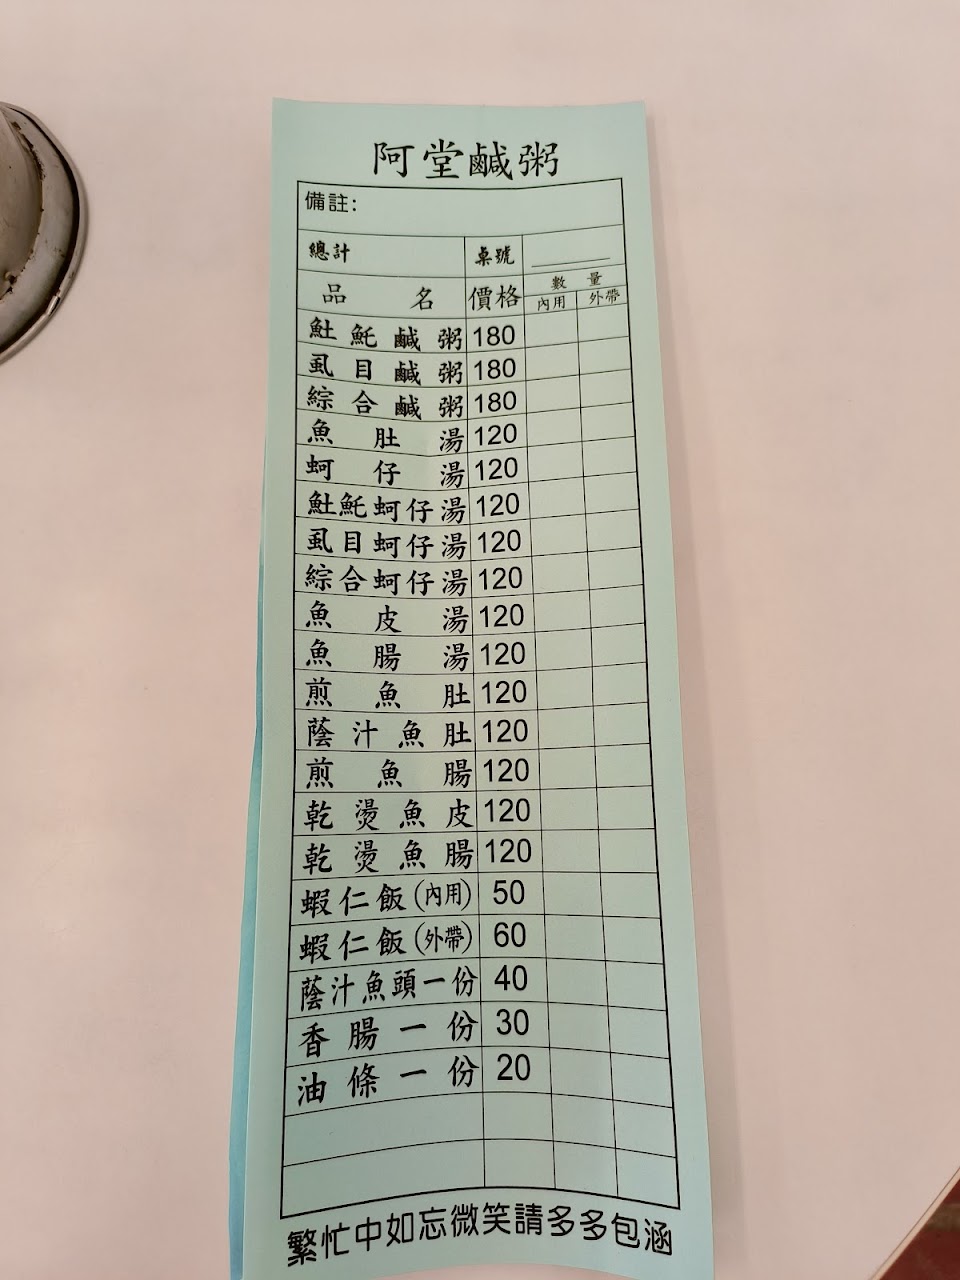 阿堂鹹粥
備註:
總計 桌號
品名 價格 數量
內用 外帶
𩵚魠鹹粥 180
虱目鹹粥 180
綜合鹹粥 180
魚肚湯 120
蚵仔湯 120
𩵚魠蚵仔湯 120
虱目蚵仔湯 120
綜合蚵仔湯 120
魚皮湯 120
魚腸湯 120
煎魚肚 120
蔭汁魚肚 120
煎魚腸 120
乾燙魚皮 120
乾燙魚腸 120
蝦仁飯(內用) 50
蝦仁飯(外帶) 60
蔭汁魚頭一份 40
香腸一份 30
油條一份 20
繁忙中如忘微笑請多多包涵